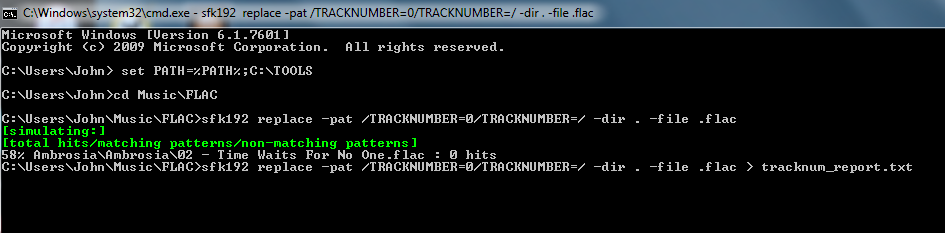 C:\Windows\system32\cmd.exe - sfk192  replace -pat /TRACKNUMBER=0/TRACKNUMBER=/ -dir . -file .flac
Microsoft Windows [Version 6.1.7601]
Copyright (c) 2009 Microsoft Corporation.  All rights reserved.
C:\Users\John> set PATH=%PATH%;C:\TOOLS
C:\Users\John>cd Music\FLAC
C:\Users\John\Music\FLAC>sfk192 replace -pat /TRACKNUMBER=0/TRACKNUMBER=/ -dir . -file .flac
[simulating:]
[total hits/matching patterns/non-matching patterns]
58% Ambrosia\Ambrosia\02 - Time Waits For No One.flac : 0 hits
C:\Users\John\Music\FLAC>sfk192 replace -pat /TRACKNUMBER=0/TRACKNUMBER=/ -dir . -file .flac > tracknum_report.txt